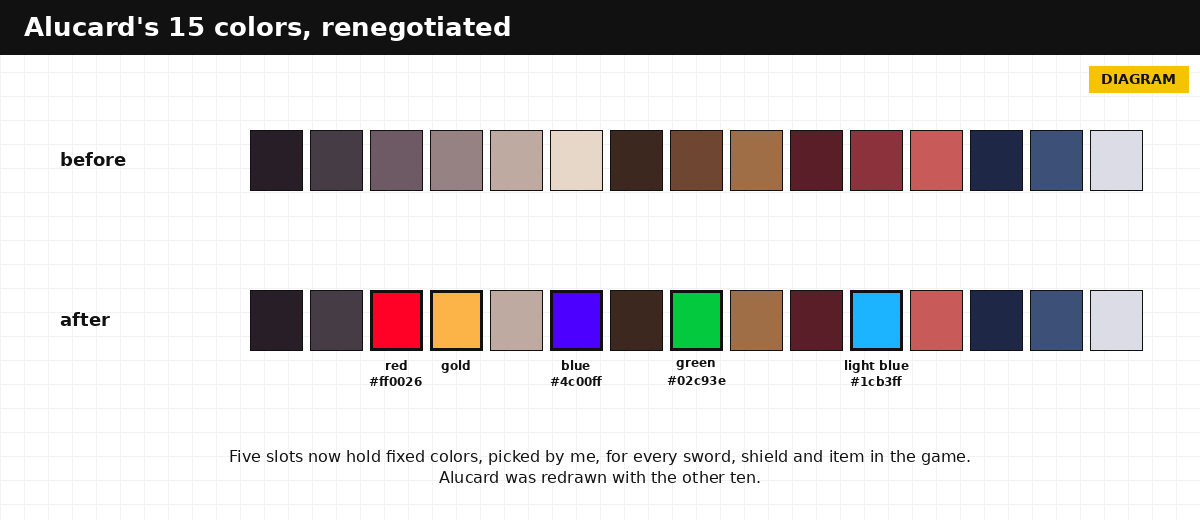 Alucard's 15 colors, renegotiated
DIAGRAM
before
after
red
#ff0026
gold
blue
#4c00ff
green
#02c93e
light blue
#1cb3ff
Five slots now hold fixed colors, picked by me, for every sword, shield and item in the game.
Alucard was redrawn with the other ten.